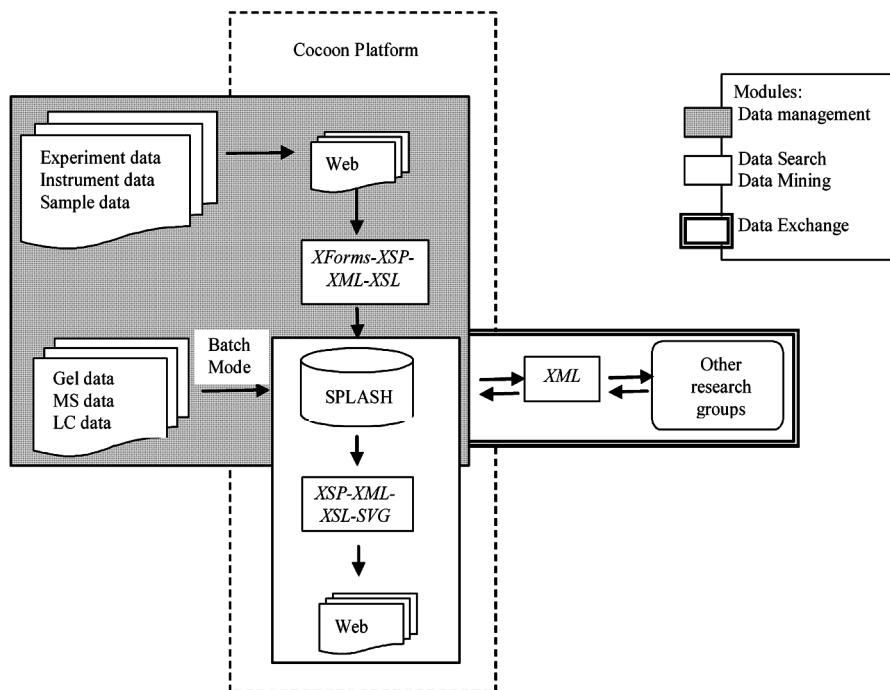 Cocoon Platform
Experiment data
Instrument data
Sample data
Web
XForms-XSP-
XML-XSL
Batch
Mode
Gel data
MS data
LC data
SPLASH
XML
Other
research
groups
XSP-XML-
XSL-SVG
Web
Modules:
Data management
Data Search
Data Mining
Data Exchange